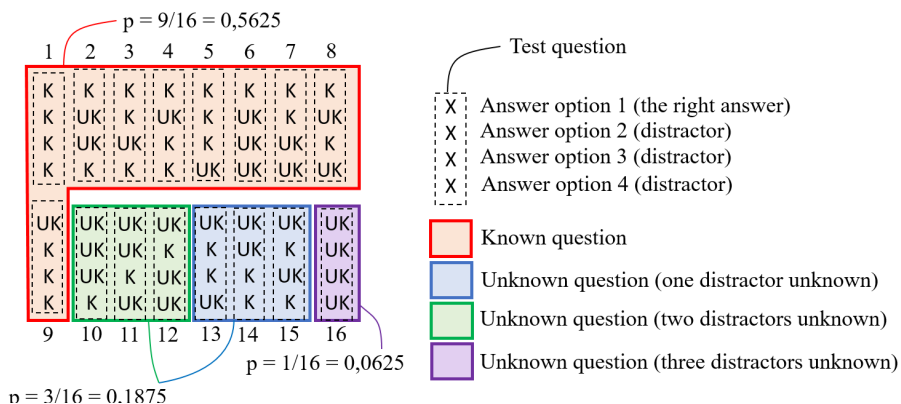 p = 9/16 = 0,5625
1 2 3 4 5 6 7 8
K K K K K K K K
K UK K UK K UK K UK
K UK UK K K UK UK K
K K K K UK UK UK UK
UK UK UK UK UK UK UK UK
K UK UK K K UK K UK
K UK K UK K K UK UK
K K UK UK UK K K UK
9 10 11 12 13 14 15 16
p = 1/16 = 0,0625
p = 3/16 = 0,1875
Test question
X Answer option 1 (the right answer)
X Answer option 2 (distractor)
X Answer option 3 (distractor)
X Answer option 4 (distractor)
Known question
Unknown question (one distractor unknown)
Unknown question (two distractors unknown)
Unknown question (three distractors unknown)